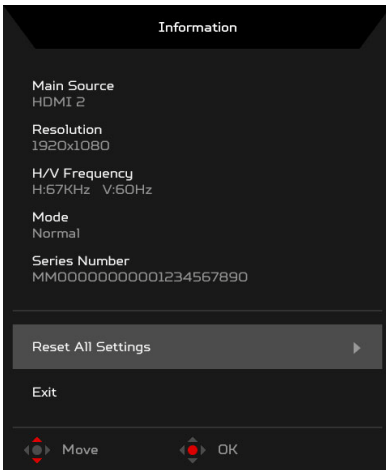 Information
Main Source
HDMI 2
Resolution
1920x1080
H/V Frequency
H:67KHz V:60Hz
Mode
Normal
Series Number
MM00000000001234567890
Reset All Settings
Exit
Move OK